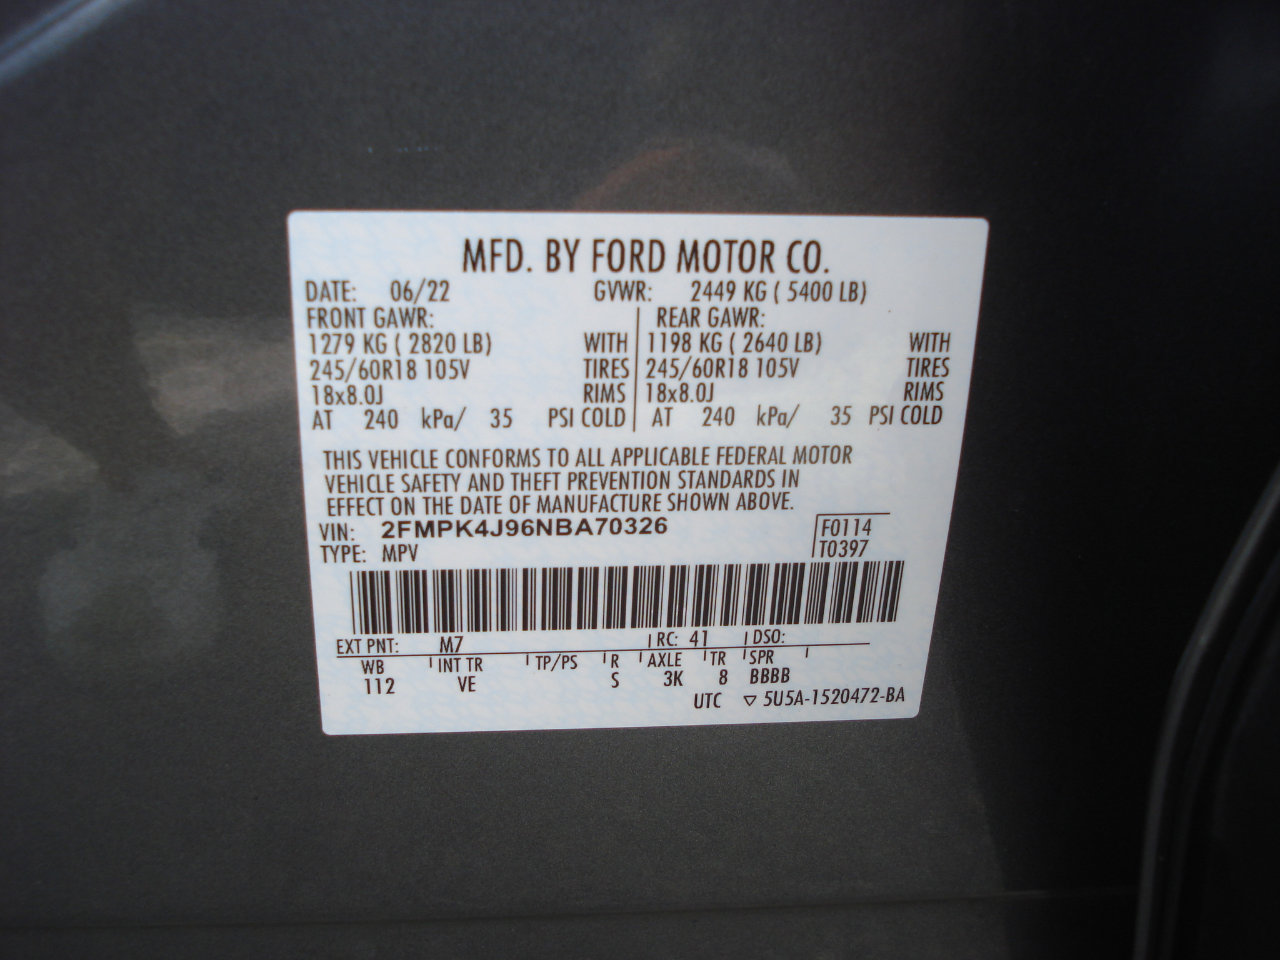 MFD. BY FORD MOTOR CO.
DATE: 06/22 GVWR: 2449 KG ( 5400 LB)
FRONT GAWR: REAR GAWR:
1279 KG ( 2820 LB) WITH 1198 KG ( 2640 LB) WITH
245/60R18 105V TIRES 245/60R18 105V TIRES
18x8.0J RIMS 18x8.0J RIMS
AT 240 kPa/ 35 PSI COLD AT 240 kPa/ 35 PSI COLD
THIS VEHICLE CONFORMS TO ALL APPLICABLE FEDERAL MOTOR
VEHICLE SAFETY AND THEFT PREVENTION STANDARDS IN
EFFECT ON THE DATE OF MANUFACTURE SHOWN ABOVE.
VIN: 2FMPK4J96NBA70326 F0114
TYPE: MPV T0397
EXT PNT: M7 RC: 41 DSO:
WB INT TR TP/PS R AXLE TR SPR
112 VE S 3K 8 BBBB
UTC ▽ 5U5A-1520472-BA